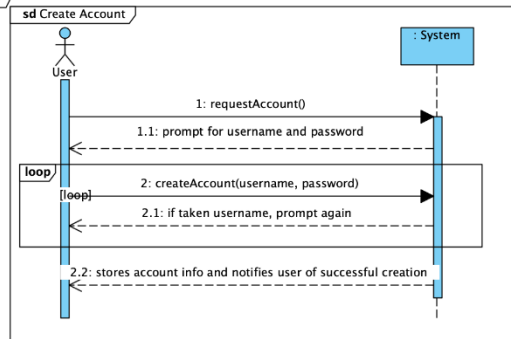 sd Create Account
: System
User
1: requestAccount()
1.1: prompt for username and password
loop
[loop]
2: createAccount(username, password)
2.1: if taken username, prompt again
2.2: stores account info and notifies user of successful creation